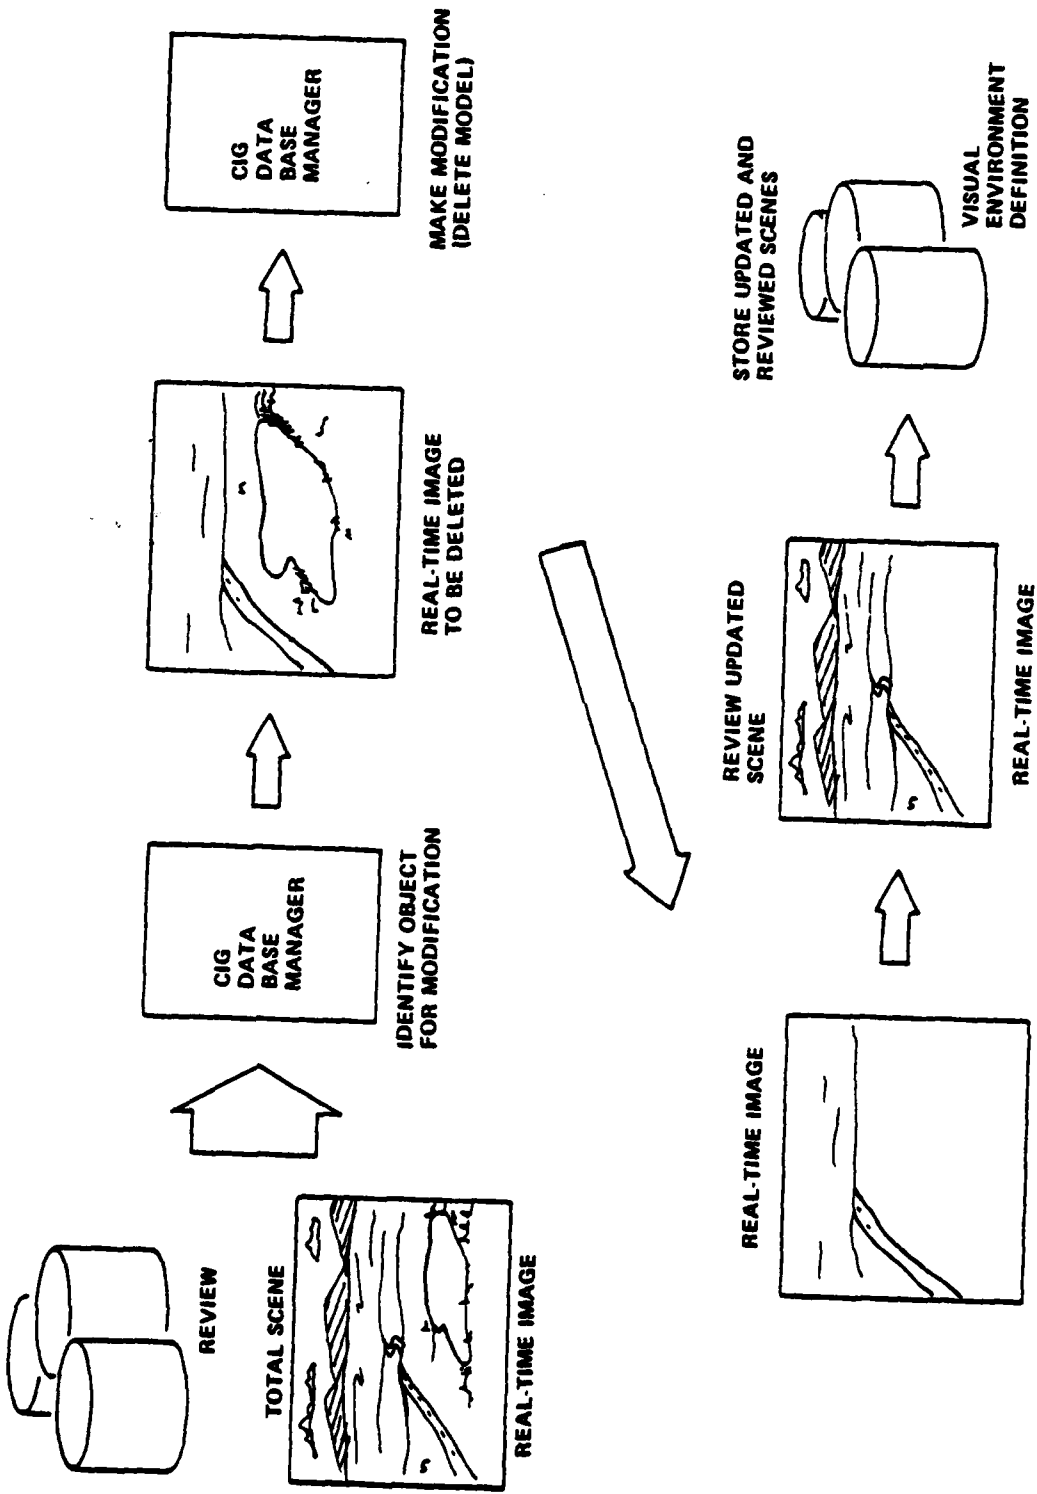 REVIEW
TOTAL SCENE
REAL-TIME IMAGE
CIG
DATA
BASE
MANAGER
IDENTIFY OBJECT
FOR MODIFICATION
REAL-TIME IMAGE
TO BE DELETED
CIG
DATA
BASE
MANAGER
MAKE MODIFICATION
(DELETE MODEL)
REAL-TIME IMAGE
REVIEW UPDATED
SCENE
REAL-TIME IMAGE
STORE UPDATED AND
REVIEWED SCENES
VISUAL
ENVIRONMENT
DEFINITION